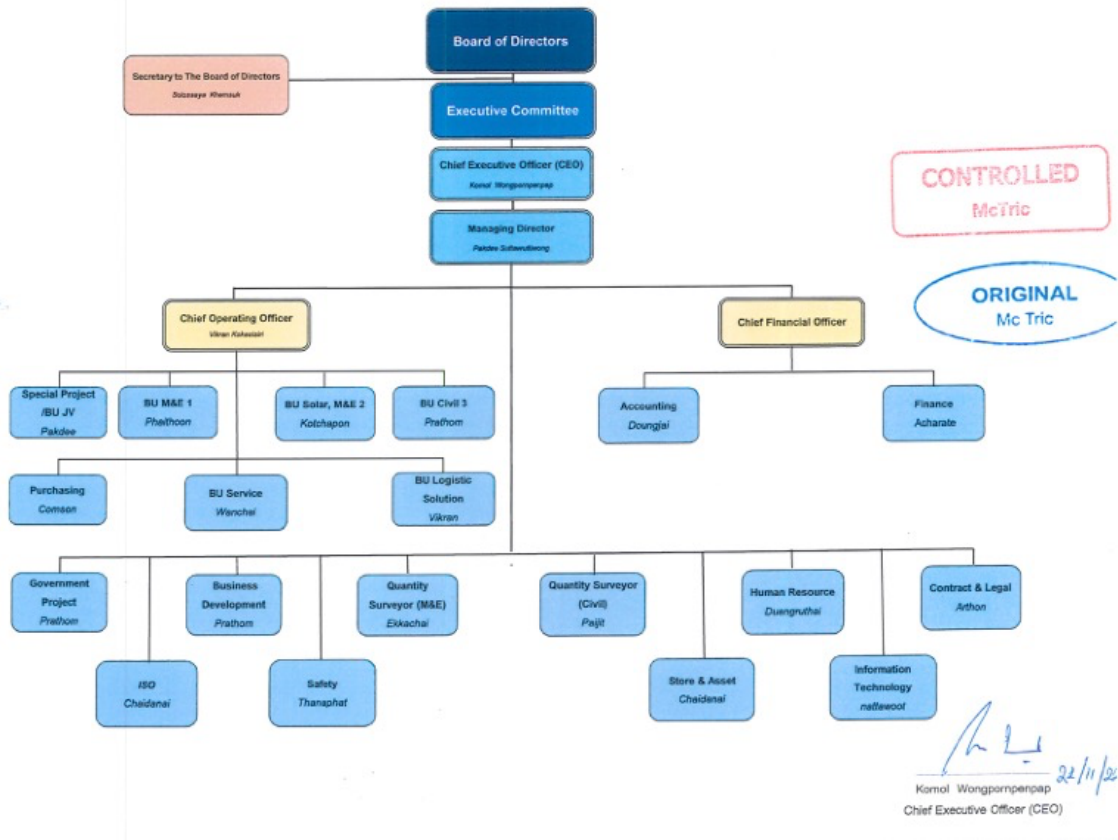 Board of Directors
Secretary to The Board of Directors
Executive Committee
Chief Executive Officer (CEO)
Komol Wongpornpenpap
Managing Director
Pakdee
Chief Operating Officer
Vikran
Chief Financial Officer
CONTROLLED
McTric
ORIGINAL
Mc Tric
Special Project
/BU JV
Pakdee
BU M&E 1
Phaithoon
BU Solar, M&E 2
Kotchapon
BU Civil 3
Prathom
Accounting
Doungjai
Finance
Acharate
Purchasing
Comson
BU Service
Wanchai
BU Logistic
Solution
Vikran
Government
Project
Prathom
Business
Development
Prathom
Quantity
Surveyor (M&E)
Ekkachai
Quantity Surveyor
(Civil)
Paijit
Human Resource
Duangruthai
Contract & Legal
Arthon
ISO
Chaidanai
Safety
Thanaphat
Store & Asset
Chaidanai
Information
Technology
nattawoot
Komol Wongpornpenpap
Chief Executive Officer (CEO)